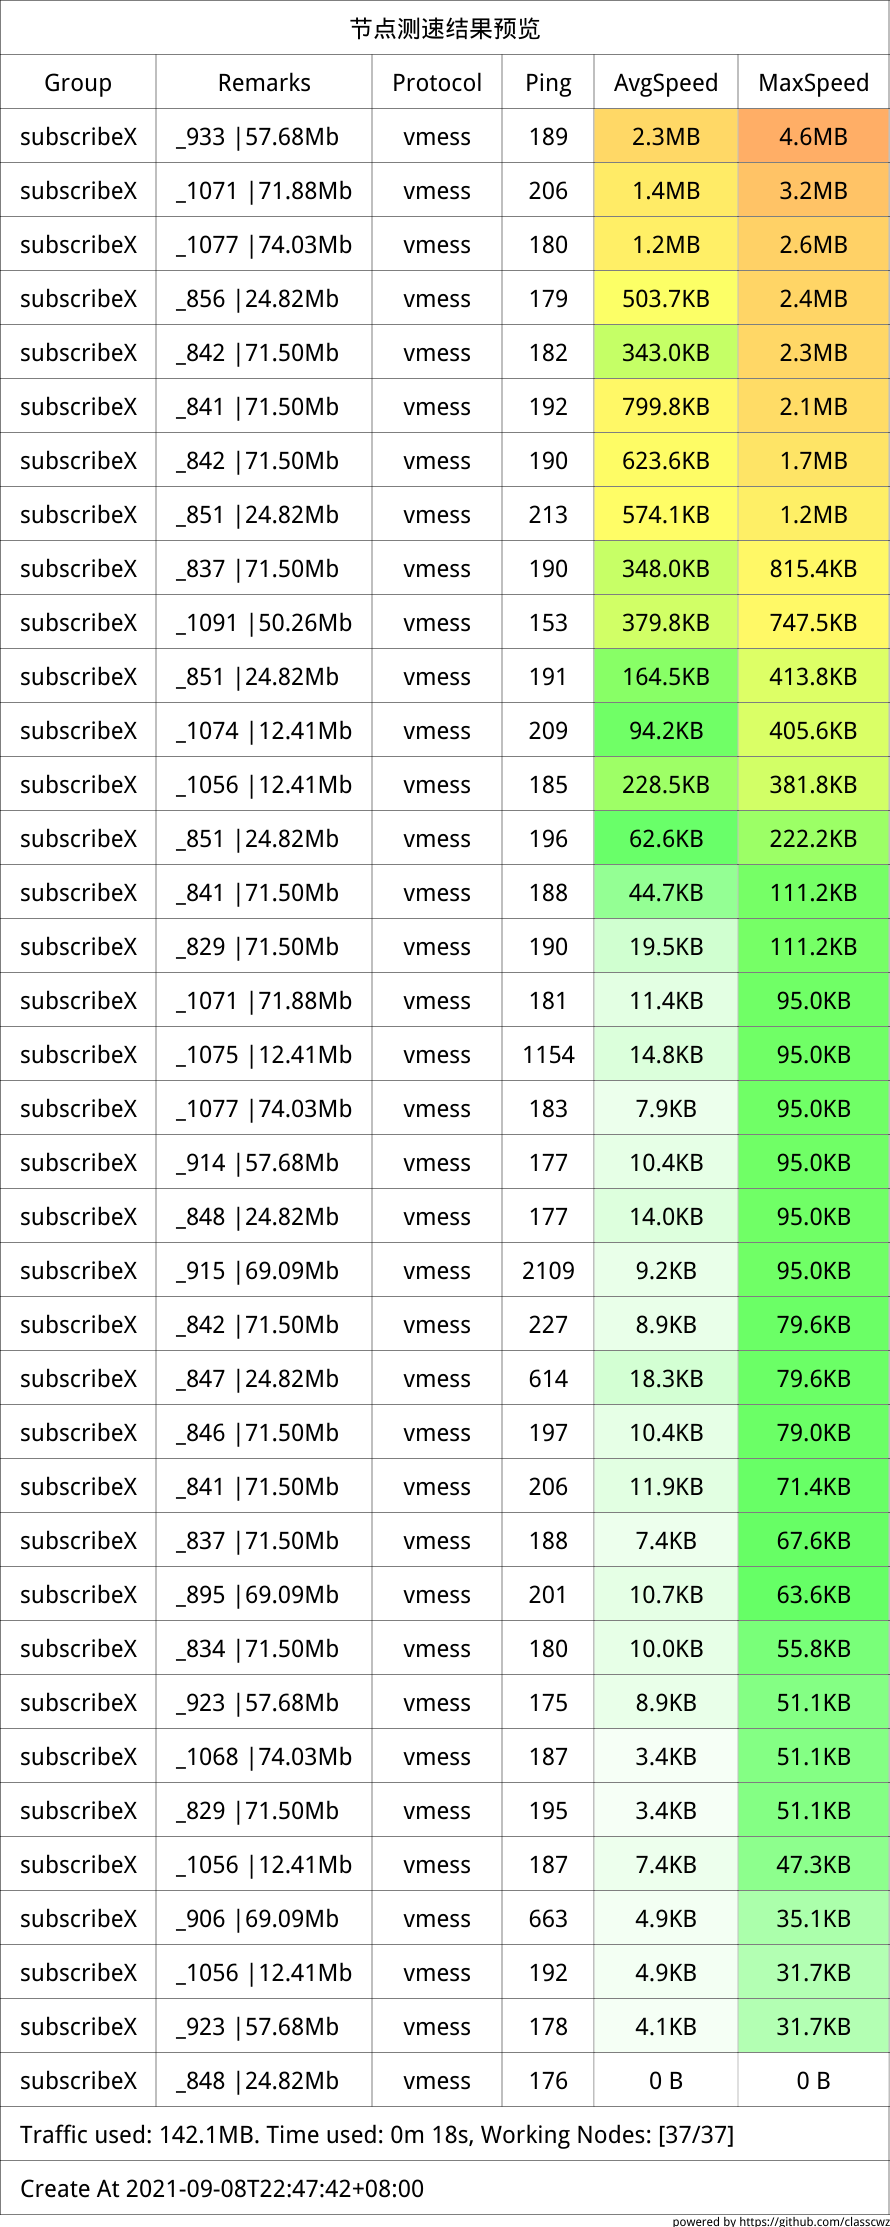 节点测速结果预览
Group Remarks Protocol Ping AvgSpeed MaxSpeed
subscribeX _933 |57.68Mb vmess 189 2.3MB 4.6MB
subscribeX _1071 |71.88Mb vmess 206 1.4MB 3.2MB
subscribeX _1077 |74.03Mb vmess 180 1.2MB 2.6MB
subscribeX _856 |24.82Mb vmess 179 503.7KB 2.4MB
subscribeX _842 |71.50Mb vmess 182 343.0KB 2.3MB
subscribeX _841 |71.50Mb vmess 192 799.8KB 2.1MB
subscribeX _842 |71.50Mb vmess 190 623.6KB 1.7MB
subscribeX _851 |24.82Mb vmess 213 574.1KB 1.2MB
subscribeX _837 |71.50Mb vmess 190 348.0KB 815.4KB
subscribeX _1091 |50.26Mb vmess 153 379.8KB 747.5KB
subscribeX _851 |24.82Mb vmess 191 164.5KB 413.8KB
subscribeX _1074 |12.41Mb vmess 209 94.2KB 405.6KB
subscribeX _1056 |12.41Mb vmess 185 228.5KB 381.8KB
subscribeX _851 |24.82Mb vmess 196 62.6KB 222.2KB
subscribeX _841 |71.50Mb vmess 188 44.7KB 111.2KB
subscribeX _829 |71.50Mb vmess 190 19.5KB 111.2KB
subscribeX _1071 |71.88Mb vmess 181 11.4KB 95.0KB
subscribeX _1075 |12.41Mb vmess 1154 14.8KB 95.0KB
subscribeX _1077 |74.03Mb vmess 183 7.9KB 95.0KB
subscribeX _914 |57.68Mb vmess 177 10.4KB 95.0KB
subscribeX _848 |24.82Mb vmess 177 14.0KB 95.0KB
subscribeX _915 |69.09Mb vmess 2109 9.2KB 95.0KB
subscribeX _842 |71.50Mb vmess 227 8.9KB 79.6KB
subscribeX _847 |24.82Mb vmess 614 18.3KB 79.6KB
subscribeX _846 |71.50Mb vmess 197 10.4KB 79.0KB
subscribeX _841 |71.50Mb vmess 206 11.9KB 71.4KB
subscribeX _837 |71.50Mb vmess 188 7.4KB 67.6KB
subscribeX _895 |69.09Mb vmess 201 10.7KB 63.6KB
subscribeX _834 |71.50Mb vmess 180 10.0KB 55.8KB
subscribeX _923 |57.68Mb vmess 175 8.9KB 51.1KB
subscribeX _1068 |74.03Mb vmess 187 3.4KB 51.1KB
subscribeX _829 |71.50Mb vmess 195 3.4KB 51.1KB
subscribeX _1056 |12.41Mb vmess 187 7.4KB 47.3KB
subscribeX _906 |69.09Mb vmess 663 4.9KB 35.1KB
subscribeX _1056 |12.41Mb vmess 192 4.9KB 31.7KB
subscribeX _923 |57.68Mb vmess 178 4.1KB 31.7KB
subscribeX _848 |24.82Mb vmess 176 0 B 0 B
Traffic used: 142.1MB. Time used: 0m 18s, Working Nodes: [37/37]
Create At 2021-09-08T22:47:42+08:00
powered by https://github.com/classcwz